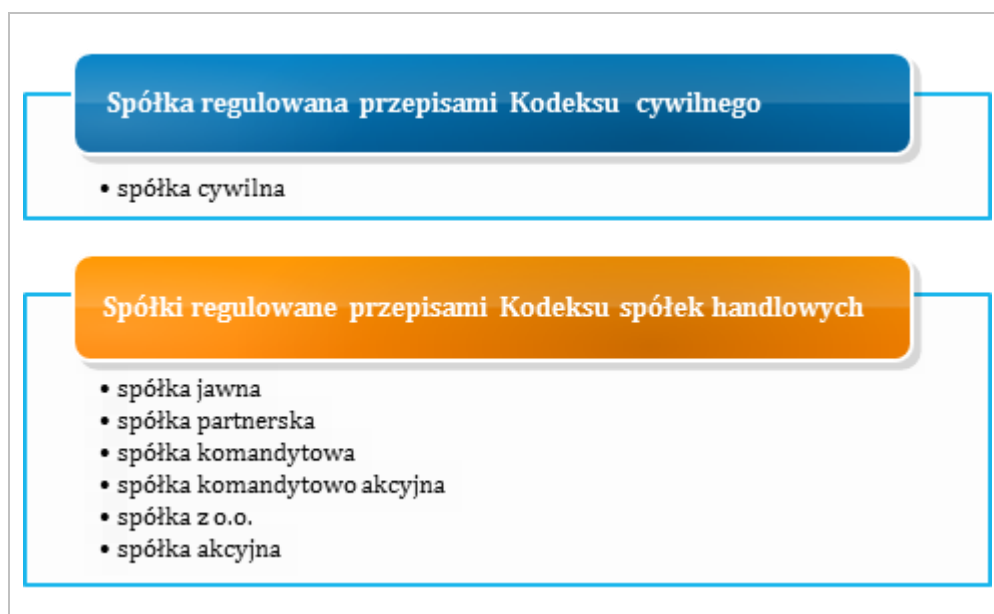 Spółka regulowana przepisami Kodeksu cywilnego
• spółka cywilna
Spółki regulowane przepisami Kodeksu spółek handlowych
• spółka jawna
• spółka partnerska
• spółka komandytowa
• spółka komandytowo akcyjna
• spółka z o.o.
• spółka akcyjna